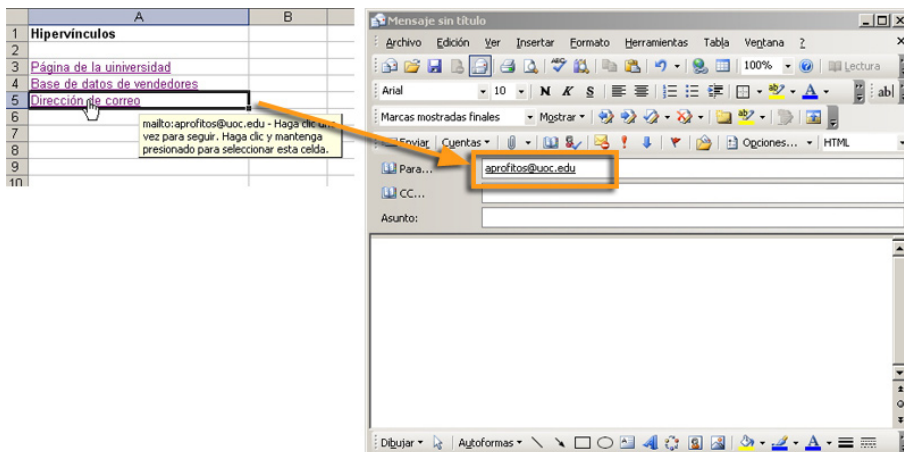 A B
1 Hipervínculos
2
3 Página de la uiniversidad
4 Base de datos de vendedores
5 Dirección de correo
6
7
8
9
10
mailto:aprofitos@uoc.edu - Haga clic una
vez para seguir. Haga clic y mantenga
presionado para seleccionar esta celda.
Mensaje sin título
Archivo Edición Ver Insertar Formato Herramientas Tabla Ventana ?
100% Lectura
Arial 10 N K S A ab
Marcas mostradas finales Mostrar
Enviar Cuentas Opciones... HTML
Para... aprofitos@uoc.edu
CC...
Asunto:
Dibujar Autoformas A